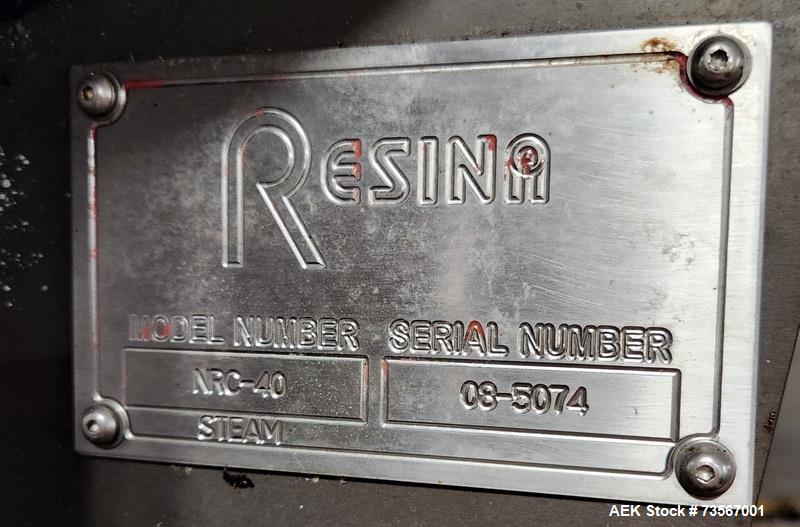 RESINA
MODEL NUMBER SERIAL NUMBER
NRC-40 08-5074
STEAM
AEK Stock # 73567001